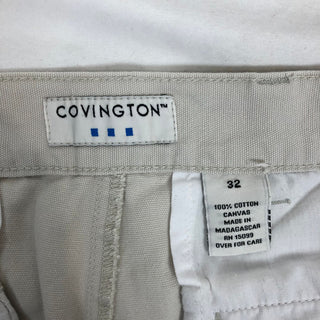 COVINGTON™
32
100% COTTON
CANVAS
MADE IN
MADAGASCAR
RN 15099
OVER FOR CARE